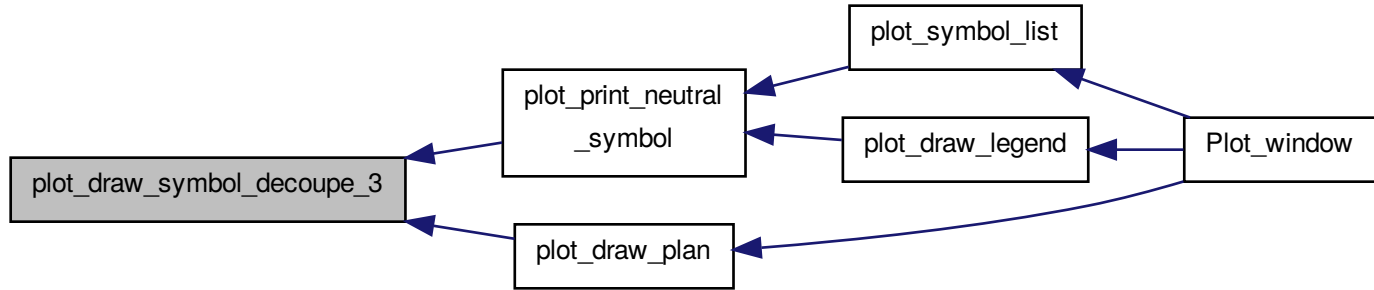 plot_symbol_list
plot_print_neutral
_symbol
plot_draw_legend
Plot_window
plot_draw_symbol_decoupe_3
plot_draw_plan